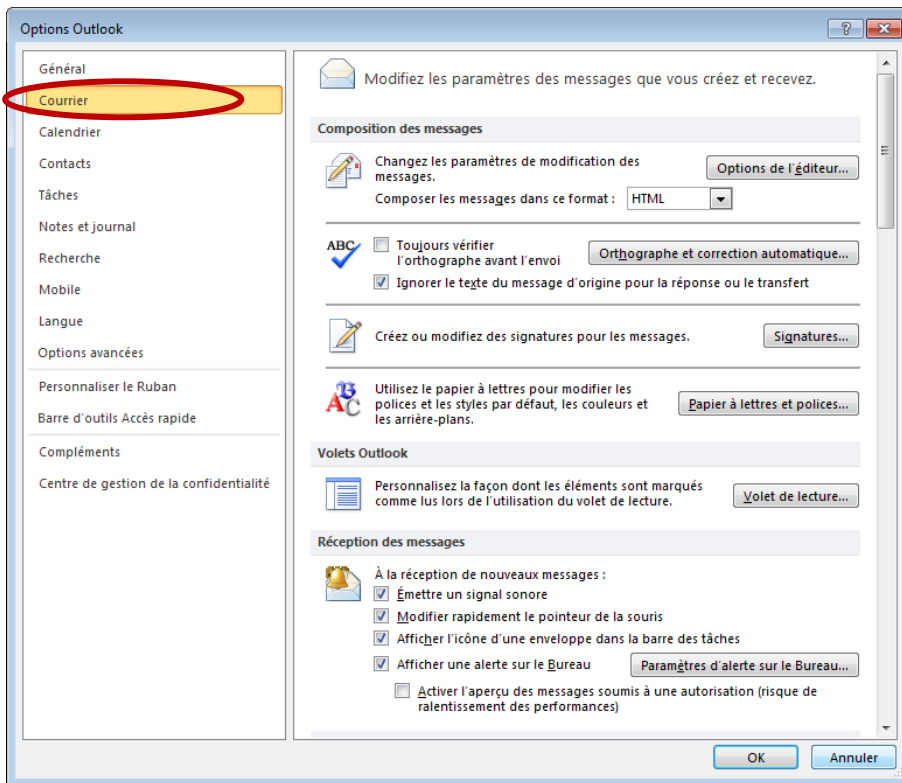 Options Outlook
Général
Courrier
Calendrier
Contacts
Tâches
Notes et journal
Recherche
Mobile
Langue
Options avancées
Personnaliser le Ruban
Barre d'outils Accès rapide
Compléments
Centre de gestion de la confidentialité
Modifiez les paramètres des messages que vous créez et recevez.
Composition des messages
Changez les paramètres de modification des
messages.
Options de l'éditeur...
Composer les messages dans ce format : HTML
ABC
Toujours vérifier
l'orthographe avant l'envoi
Orthographe et correction automatique...
Ignorer le texte du message d'origine pour la réponse ou le transfert
Créez ou modifiez des signatures pour les messages.
Signatures...
Utilisez le papier à lettres pour modifier les
polices et les styles par défaut, les couleurs et
les arrière-plans.
Papier à lettres et polices...
Volets Outlook
Personnalisez la façon dont les éléments sont marqués
comme lus lors de l'utilisation du volet de lecture.
Volet de lecture...
Réception des messages
À la réception de nouveaux messages :
Émettre un signal sonore
Modifier rapidement le pointeur de la souris
Afficher l'icône d'une enveloppe dans la barre des tâches
Afficher une alerte sur le Bureau
Paramètres d'alerte sur le Bureau...
Activer l'aperçu des messages soumis à une autorisation (risque de
ralentissement des performances)
OK
Annuler